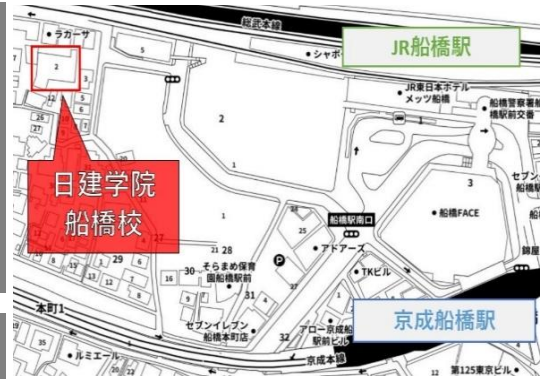 総武本線
JR船橋駅
ラガーサ
シャポー
JR東日本ホテル
メッツ船橋
船橋警察署船
橋駅前交番
日建学院
船橋校
船橋駅南口
船橋FACE
アドアーズ
TKビル
そらまめ保育
園船橋駅前
セブンイレブン
船橋本町店
アロー京成船
駅前ビル
京成船橋駅
京成本線
本町1
ルミエール
第125東京ビル